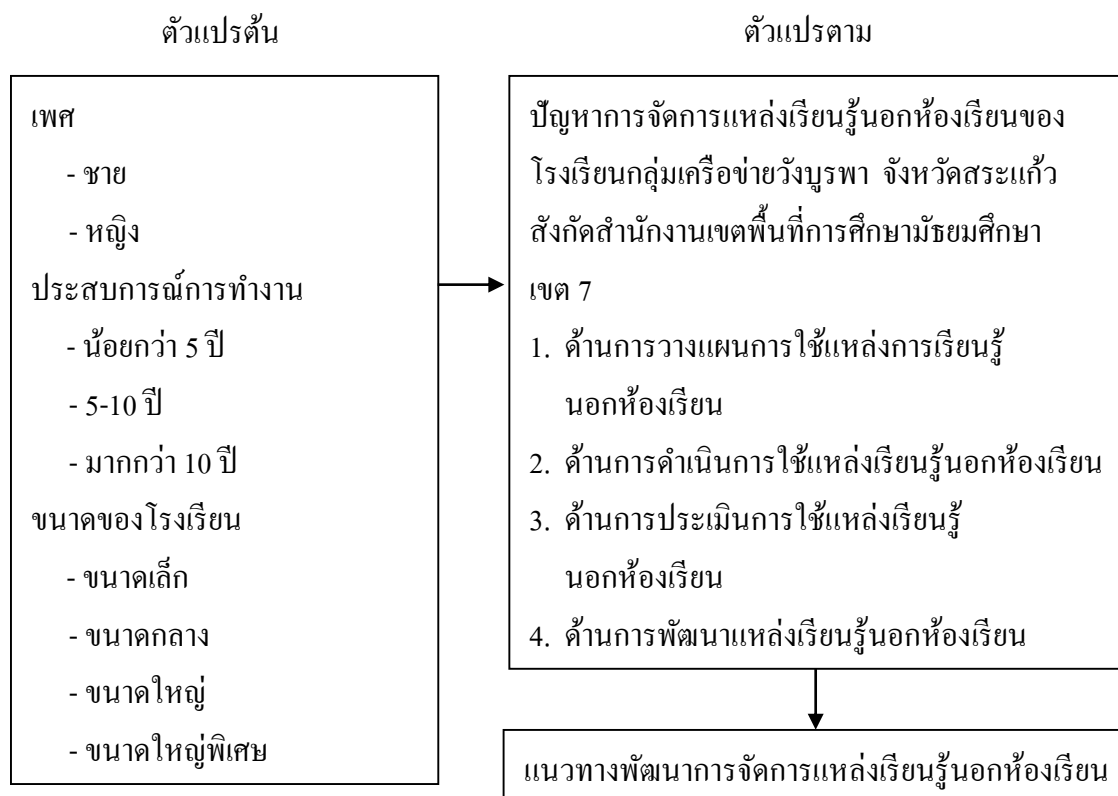 ตัวแปรต้น
เพศ
- ชาย
- หญิง
ประสบการณ์การทำงาน
- น้อยกว่า 5 ปี
- 5-10 ปี
- มากกว่า 10 ปี
ขนาดของโรงเรียน
- ขนาดเล็ก
- ขนาดกลาง
- ขนาดใหญ่
- ขนาดใหญ่พิเศษ
ตัวแปรตาม
ปัญหาการจัดการแหล่งเรียนรู้นอกห้องเรียนของ
โรงเรียนกลุ่มเครือข่ายวังบูรพา จังหวัดสระแก้ว
สังกัดสำนักงานเขตพื้นที่การศึกษามัธยมศึกษา
เขต 7
1. ด้านการวางแผนการใช้แหล่งการเรียนรู้
นอกห้องเรียน
2. ด้านการดำเนินการใช้แหล่งเรียนรู้นอกห้องเรียน
3. ด้านการประเมินการใช้แหล่งเรียนรู้
นอกห้องเรียน
4. ด้านการพัฒนาแหล่งเรียนรู้นอกห้องเรียน
แนวทางพัฒนาการจัดการแหล่งเรียนรู้นอกห้องเรียน